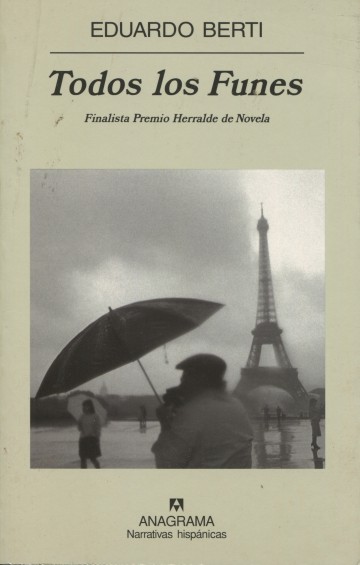 EDUARDO BERTI
Todos los Funes
Finalista Premio Herralde de Novela
ANAGRAMA
Narrativas hispánicas